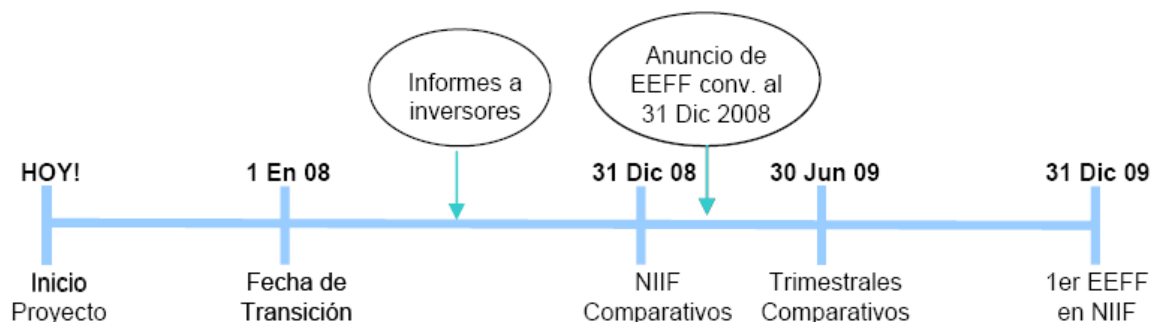 Informes a
inversores
Anuncio de
EEFF conv. al
31 Dic 2008
HOY!
1 En 08
31 Dic 08
30 Jun 09
31 Dic 09
Inicio
Proyecto
Fecha de
Transición
NIIF
Comparativos
Trimestrales
Comparativos
1er EEFF
en NIIF